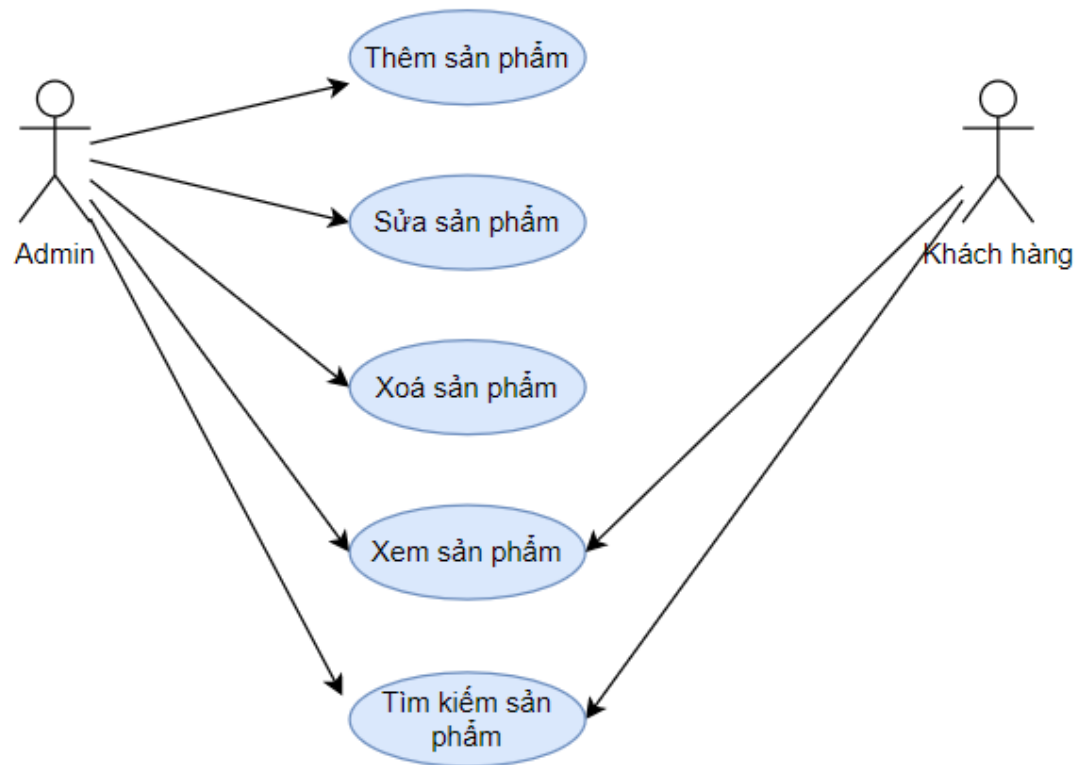 Thêm sản phẩm
Sửa sản phẩm
Admin
Khách hàng
Xoá sản phẩm
Xem sản phẩm
Tìm kiếm sản
phẩm